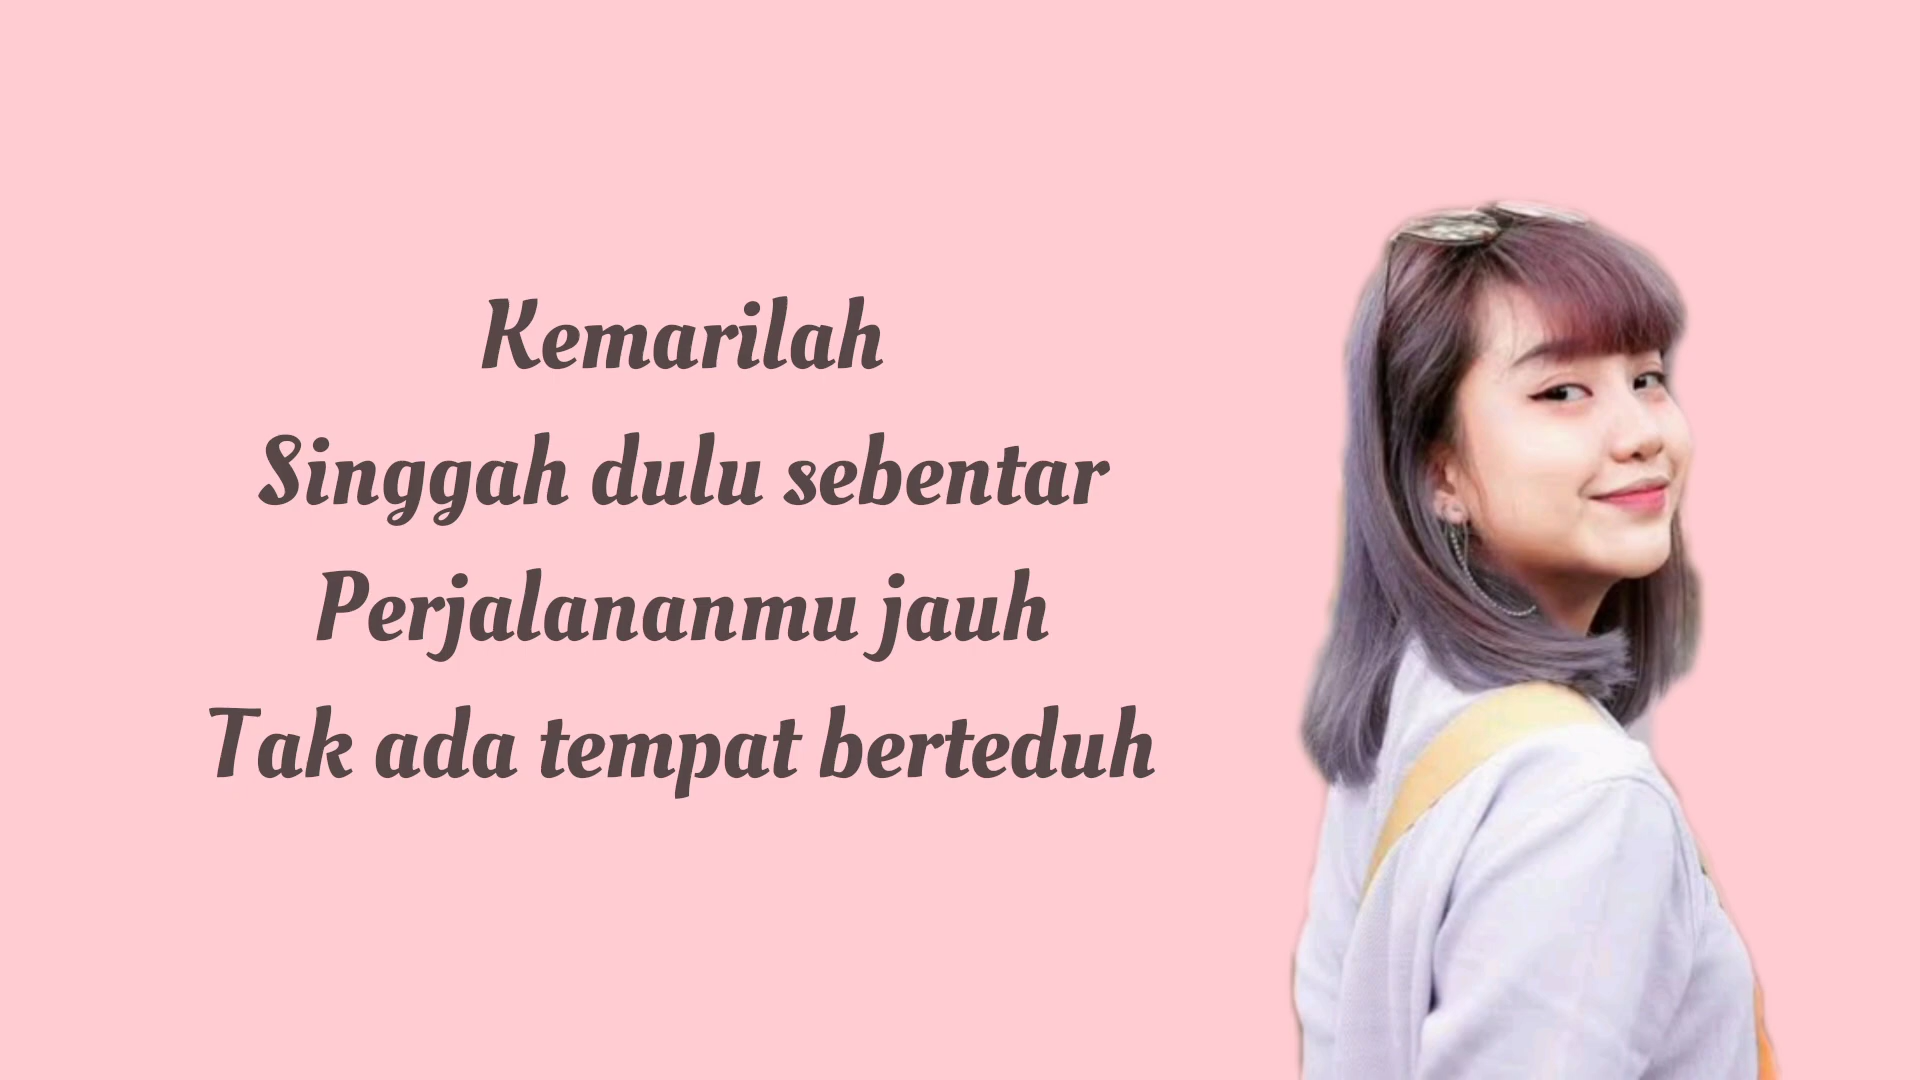 Kemarilah
Singgah dulu sebentar
Perjalananmu jauh
Tak ada tempat berteduh